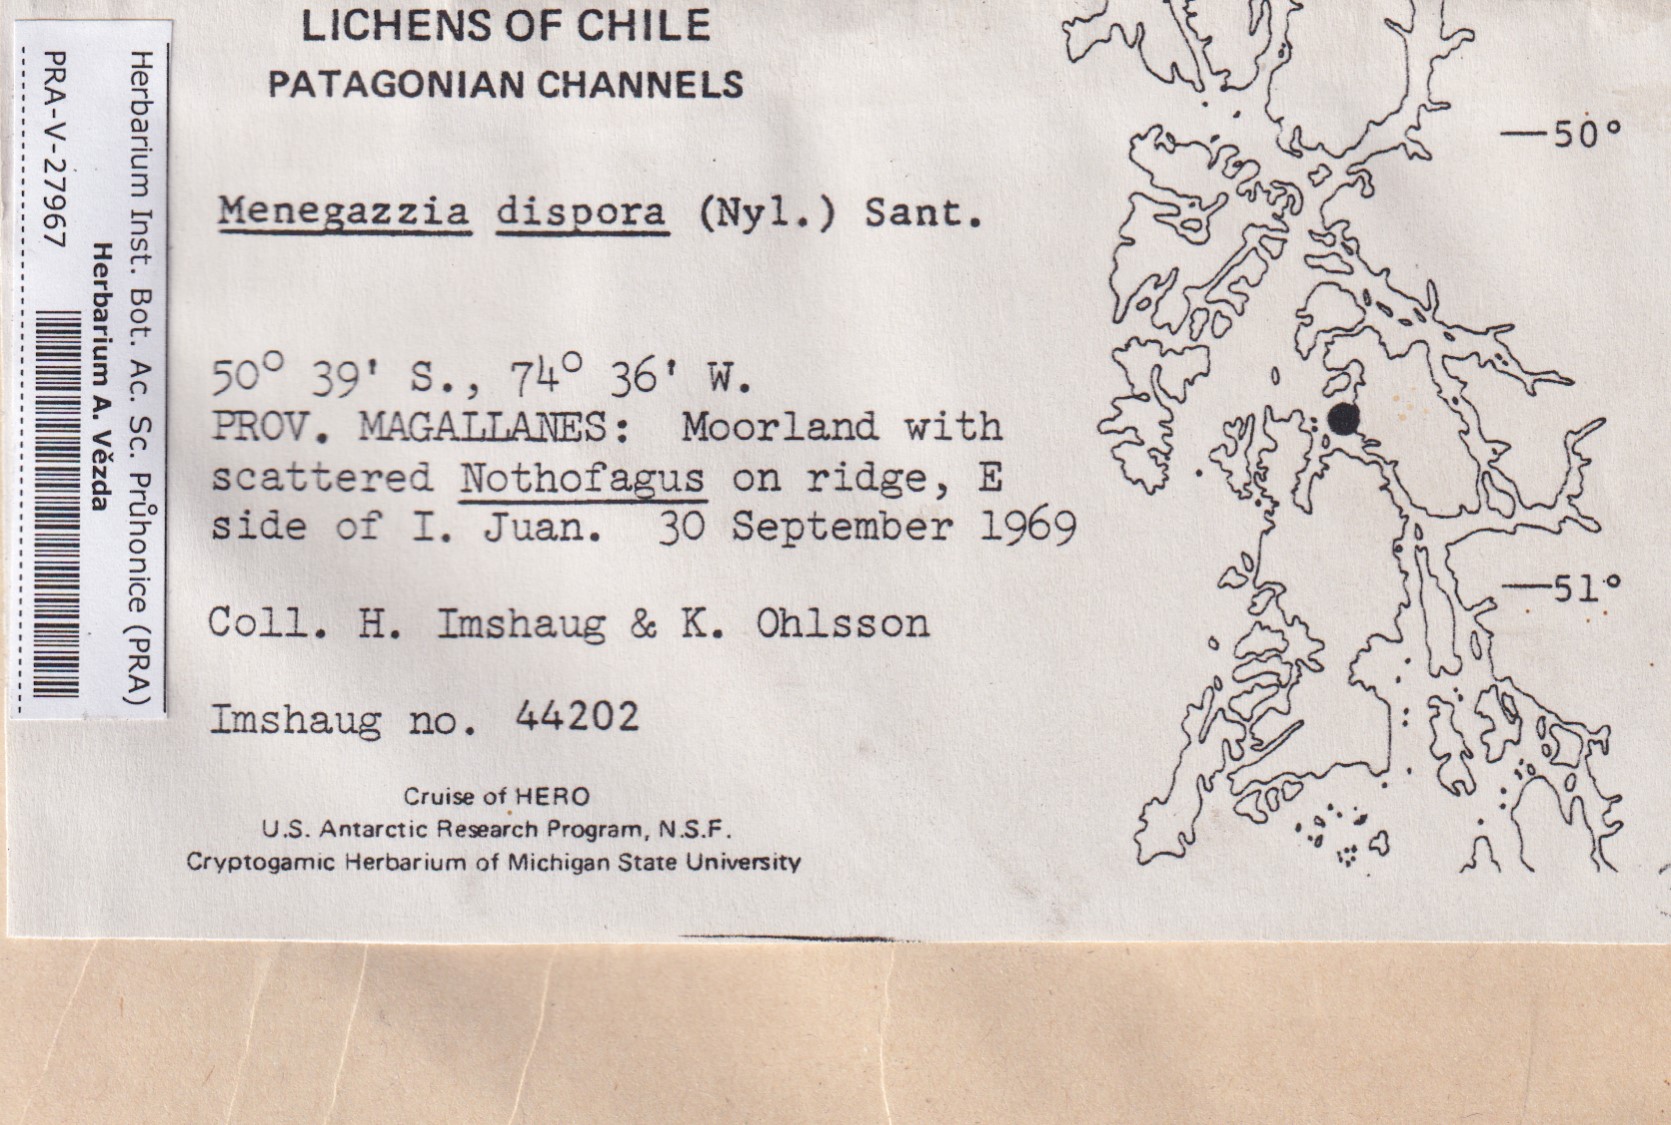 LICHENS OF CHILE
PATAGONIAN CHANNELS
Menegazzia dispora (Nyl.) Sant.
50° 39' S., 74° 36' W.
PROV. MAGALLANES: Moorland with
scattered Nothofagus on ridge, E
side of I. Juan. 30 September 1969
Coll. H. Imshaug & K. Ohlsson
Imshaug no. 44202
Cruise of HERO
U.S. Antarctic Research Program, N.S.F.
Cryptogamic Herbarium of Michigan State University
—50°
—51°
Herbarium Inst. Bot. Ac. Sc. Průhonice (PRA)
Herbarium A. Vězda
PRA-V-27967